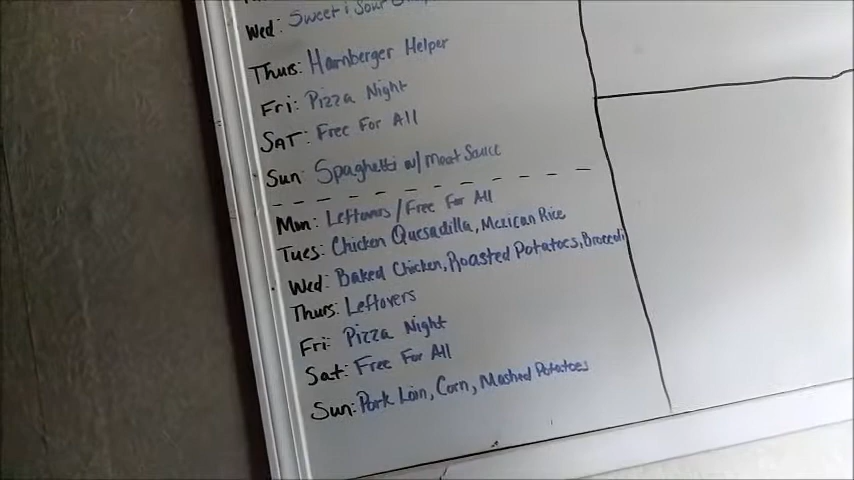 Wed: Sweet & Sour
Thurs: Hamberger Helper
Fri: Pizza Night
SAT: Free For All
Sun: Spaghetti w/ Meat Sauce
Mon: Leftovers/Free For All
Tues: Chicken Quesadilla, Mexican Rice
Wed: Baked Chicken, Roasted Potatoes, Broccoli
Thurs: Leftovers
Fri: Pizza Night
Sat: Free For All
Sun: Pork Loin, Corn, Mashed Potatoes